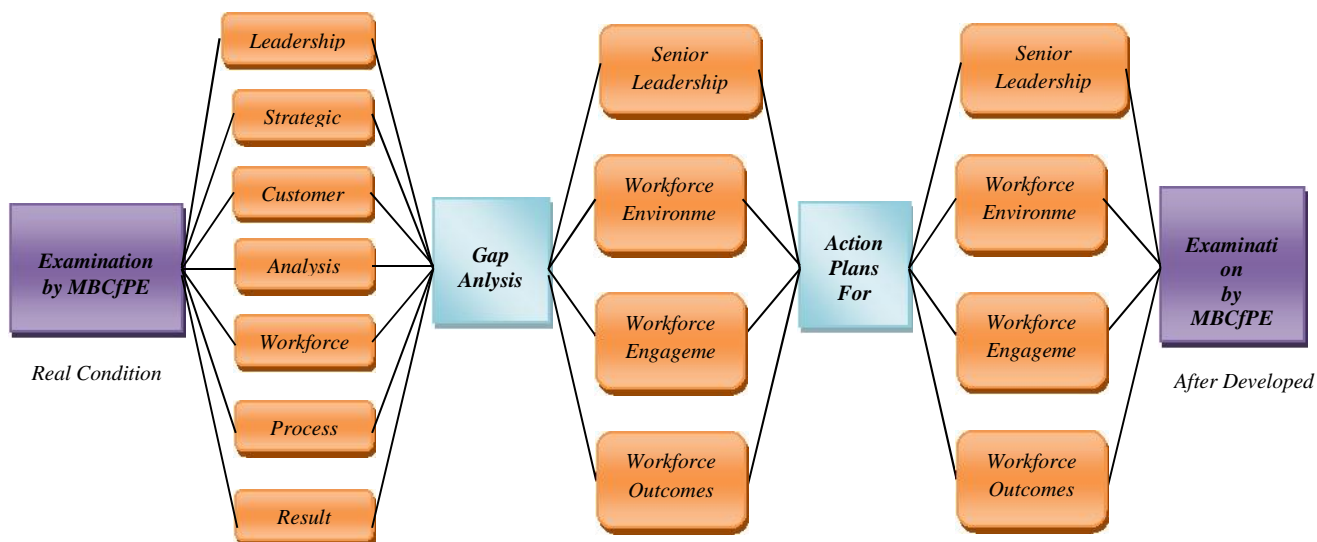 Examination
by MBCfPE
Real Condition
Leadership
Strategic
Customer
Analysis
Workforce
Process
Result
Gap
Anlysis
Senior
Leadership
Workforce
Environme
Workforce
Engageme
Workforce
Outcomes
Action
Plans
For
Senior
Leadership
Workforce
Environme
Workforce
Engageme
Workforce
Outcomes
Examinati
on
by
MBCfPE
After Developed